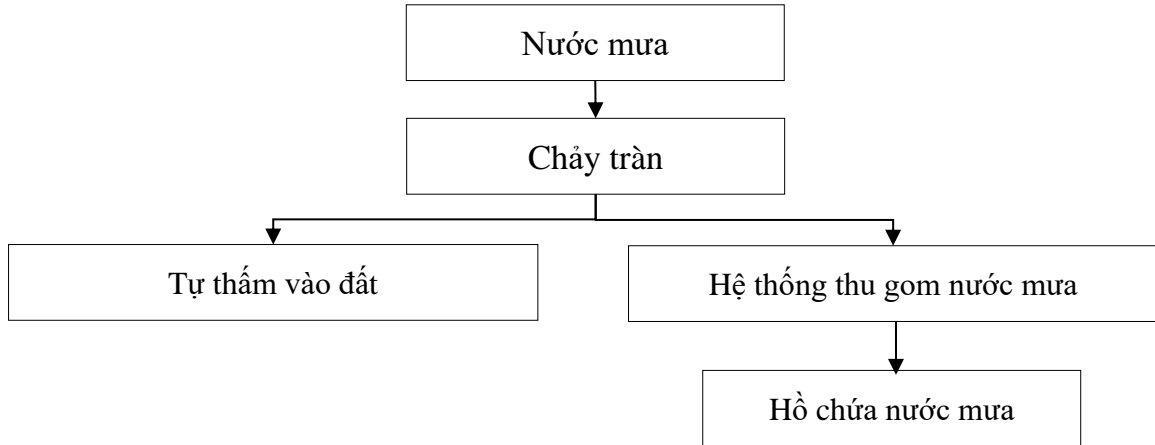 Nước mưa
Chảy tràn
Tự thấm vào đất
Hệ thống thu gom nước mưa
Hồ chứa nước mưa